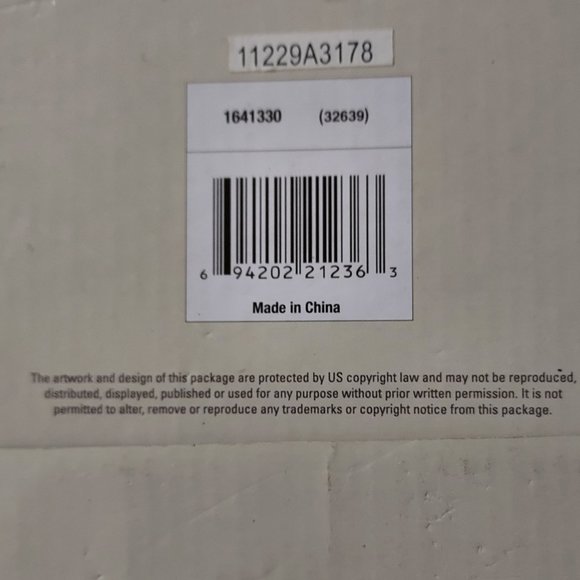 11229A3178
1641330 (32639)
6 94202 21236 3
Made in China
The artwork and design of this package are protected by US copyright law and may not be reproduced,
distributed, displayed, published or used for any purpose without prior written permission. It is not
permitted to alter, remove or reproduce any trademarks or copyright notice from this package.